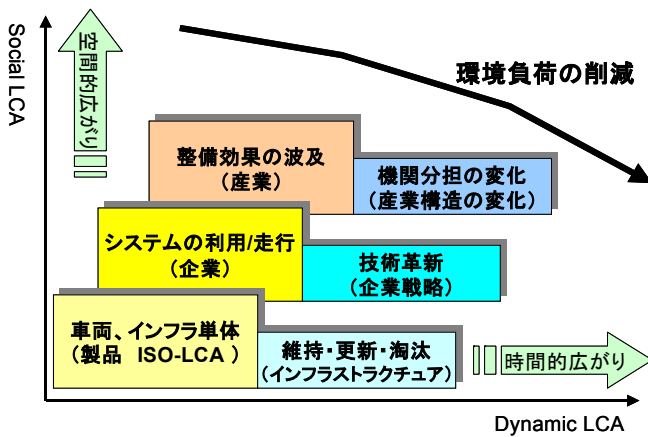 Social LCA
空間的広がり
環境負荷の削減
整備効果の波及
（産業）
機関分担の変化
（産業構造の変化）
システムの利用/走行
（企業）
技術革新
（企業戦略）
車両、インフラ単体
（製品 ISO-LCA ）
維持・更新・淘汰
（インフラストラクチュア）
時間的広がり
Dynamic LCA